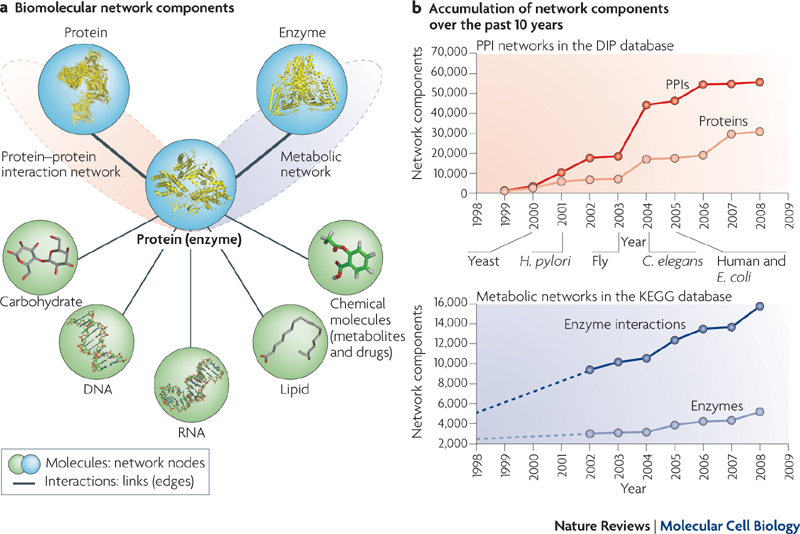 a Biomolecular network components
Protein
Enzyme
Protein–protein
interaction network
Metabolic
network
Protein (enzyme)
Carbohydrate
DNA
RNA
Lipid
Chemical
molecules
(metabolites
and drugs)
Molecules: network nodes
Interactions: links (edges)
b Accumulation of network components
over the past 10 years
PPI networks in the DIP database
Network components
70,000
60,000
50,000
40,000
30,000
20,000
10,000
0
PPIs
Proteins
1998
1999
2000
2001
2002
2003
2004
2005
2006
2007
2008
2009
Year
Yeast
H. pylori
Fly
C. elegans
Human and
E. coli
Metabolic networks in the KEGG database
Network components
16,000
14,000
12,000
10,000
8,000
6,000
4,000
2,000
Enzyme interactions
Enzymes
1998
1999
2000
2001
2002
2003
2004
2005
2006
2007
2008
2009
Year
Nature Reviews | Molecular Cell Biology